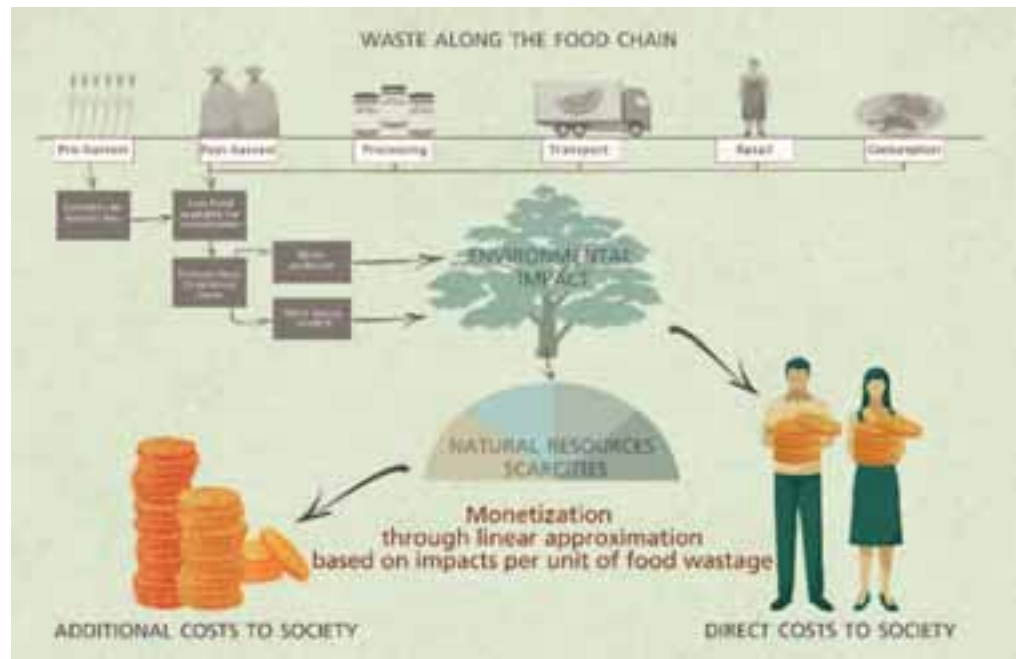 WASTE ALONG THE FOOD CHAIN
Pre-harvest
Post-harvest
Processing
Transport
Retail
Consumption
ENVIRONMENTAL
IMPACT
NATURAL RESOURCES
SCARCITIES
Monetization
through linear approximation
based on impacts per unit of food wastage
ADDITIONAL COSTS TO SOCIETY
DIRECT COSTS TO SOCIETY